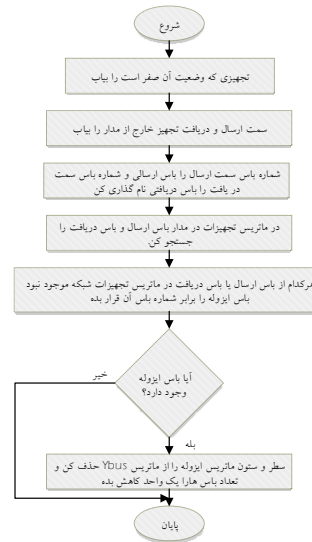 شروع
تجهیزی که وضعیت آن صفر است را بیاب
سمت ارسال و دریافت تجهیز خارج از مدار را بیاب
شماره باس سمت ارسال را باس ارسالی و شماره باس سمت
در یافت را باس دریافتی نام گذاری کن
در ماتریس تجهیزات در مدار باس ارسال و باس دریافت را
جستجو کن
هرکدام از باس ارسال یا باس دریافت در ماتریس تجهیزات شبکه موجود نبود
باس ایزوله را برابر شماره باس آن قرار بده
آیا باس ایزوله
وجود دارد؟
خیر
بله
سطر و ستون ماتریس ایزوله را از ماتریس Ybus حذف کن و
تعداد باس هارا یک واحد کاهش بده
پایان